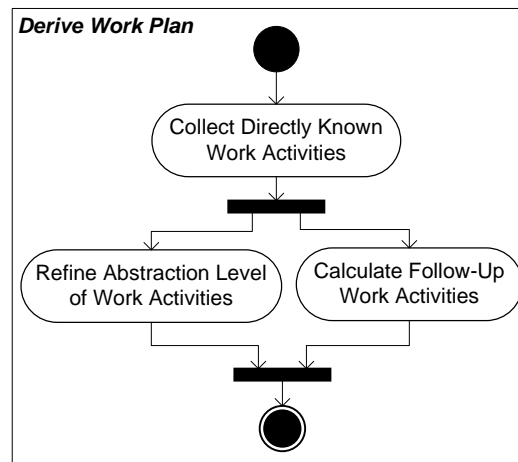 Derive Work Plan
Collect Directly Known
Work Activities
Refine Abstraction Level
of Work Activities
Calculate Follow-Up
Work Activities